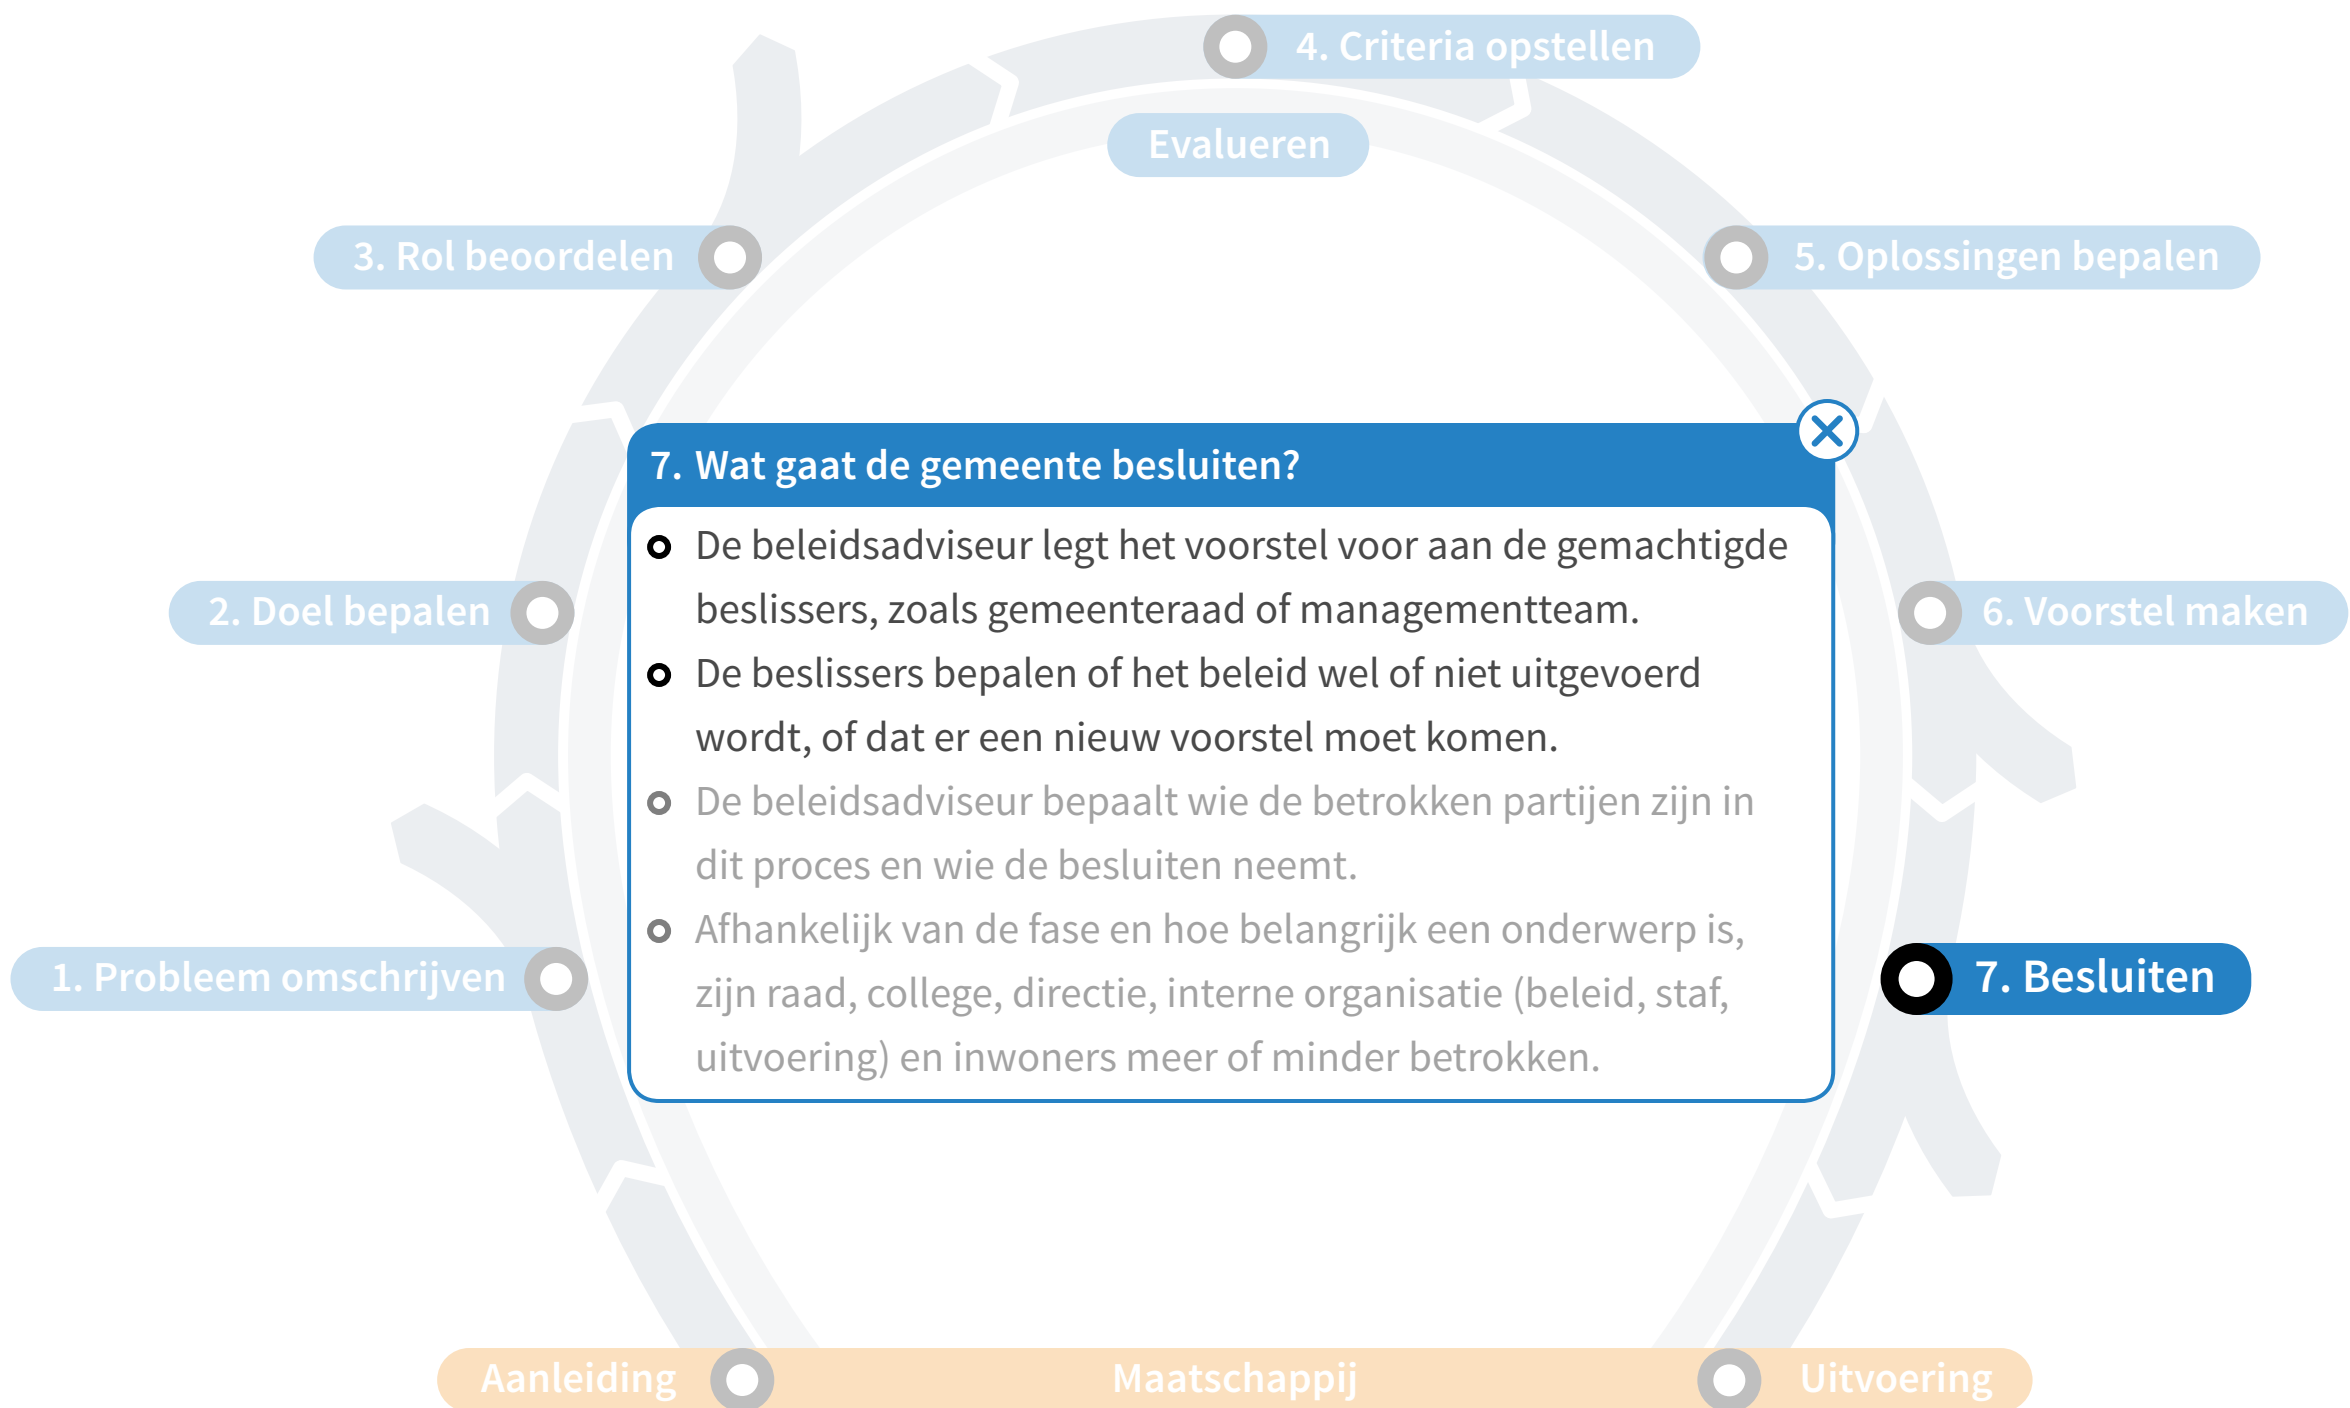 4. Criteria opstellen
Evalueren
3. Rol beoordelen
5. Oplossingen bepalen
7. Wat gaat de gemeente besluiten?
De beleidsadviseur legt het voorstel voor aan de gemachtigde
beslissers, zoals gemeenteraad of managementteam.
De beslissers bepalen of het beleid wel of niet uitgevoerd
wordt, of dat er een nieuw voorstel moet komen.
De beleidsadviseur bepaalt wie de betrokken partijen zijn in
dit proces en wie de besluiten neemt.
Afhankelijk van de fase en hoe belangrijk een onderwerp is,
zijn raad, college, directie, interne organisatie (beleid, staf,
uitvoering) en inwoners meer of minder betrokken.
2. Doel bepalen
6. Voorstel maken
1. Probleem omschrijven
7. Besluiten
Aanleiding
Maatschappij
Uitvoering